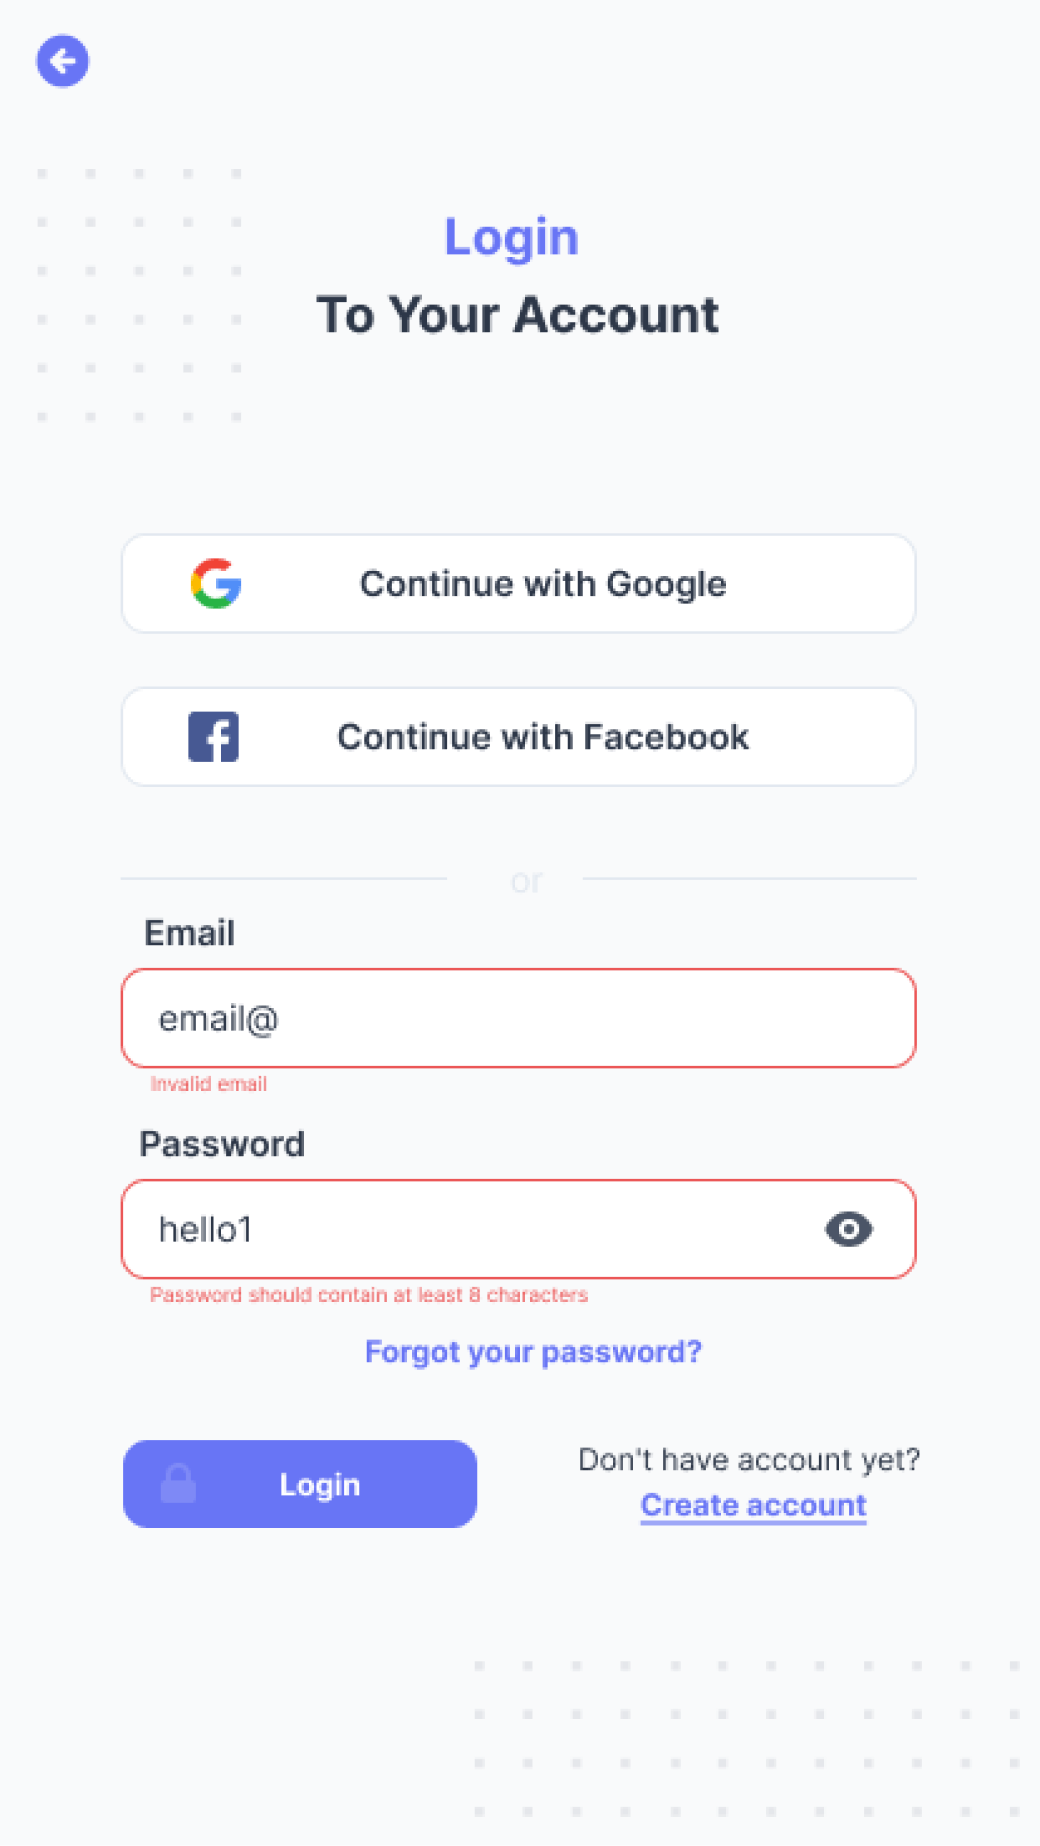 Login
To Your Account
Continue with Google
Continue with Facebook
or
Email
email@
Invalid email
Password
hello1
Password should contain at least 8 characters
Forgot your password?
Login
Don't have account yet?
Create account